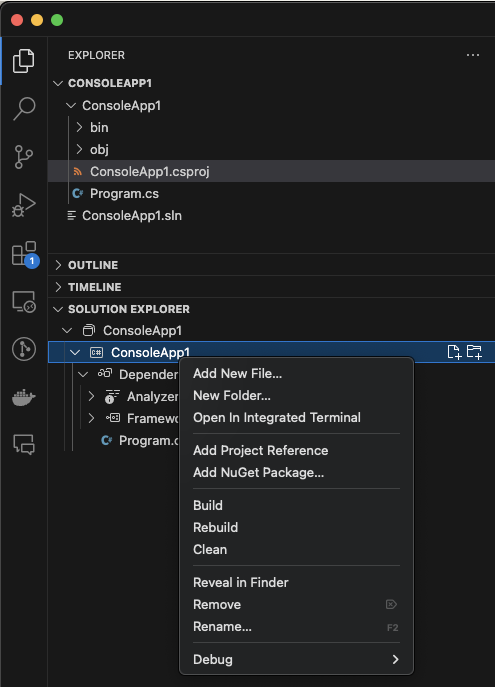 EXPLORER
CONSOLEAPP1
ConsoleApp1
bin
obj
ConsoleApp1.csproj
C# Program.cs
ConsoleApp1.sln
1
OUTLINE
TIMELINE
SOLUTION EXPLORER
ConsoleApp1
C# ConsoleApp1
Depender
Analyzer
Framewo
C# Program.c
Add New File...
New Folder...
Open In Integrated Terminal
Add Project Reference
Add NuGet Package...
Build
Rebuild
Clean
Reveal in Finder
Remove
Rename... F2
Debug